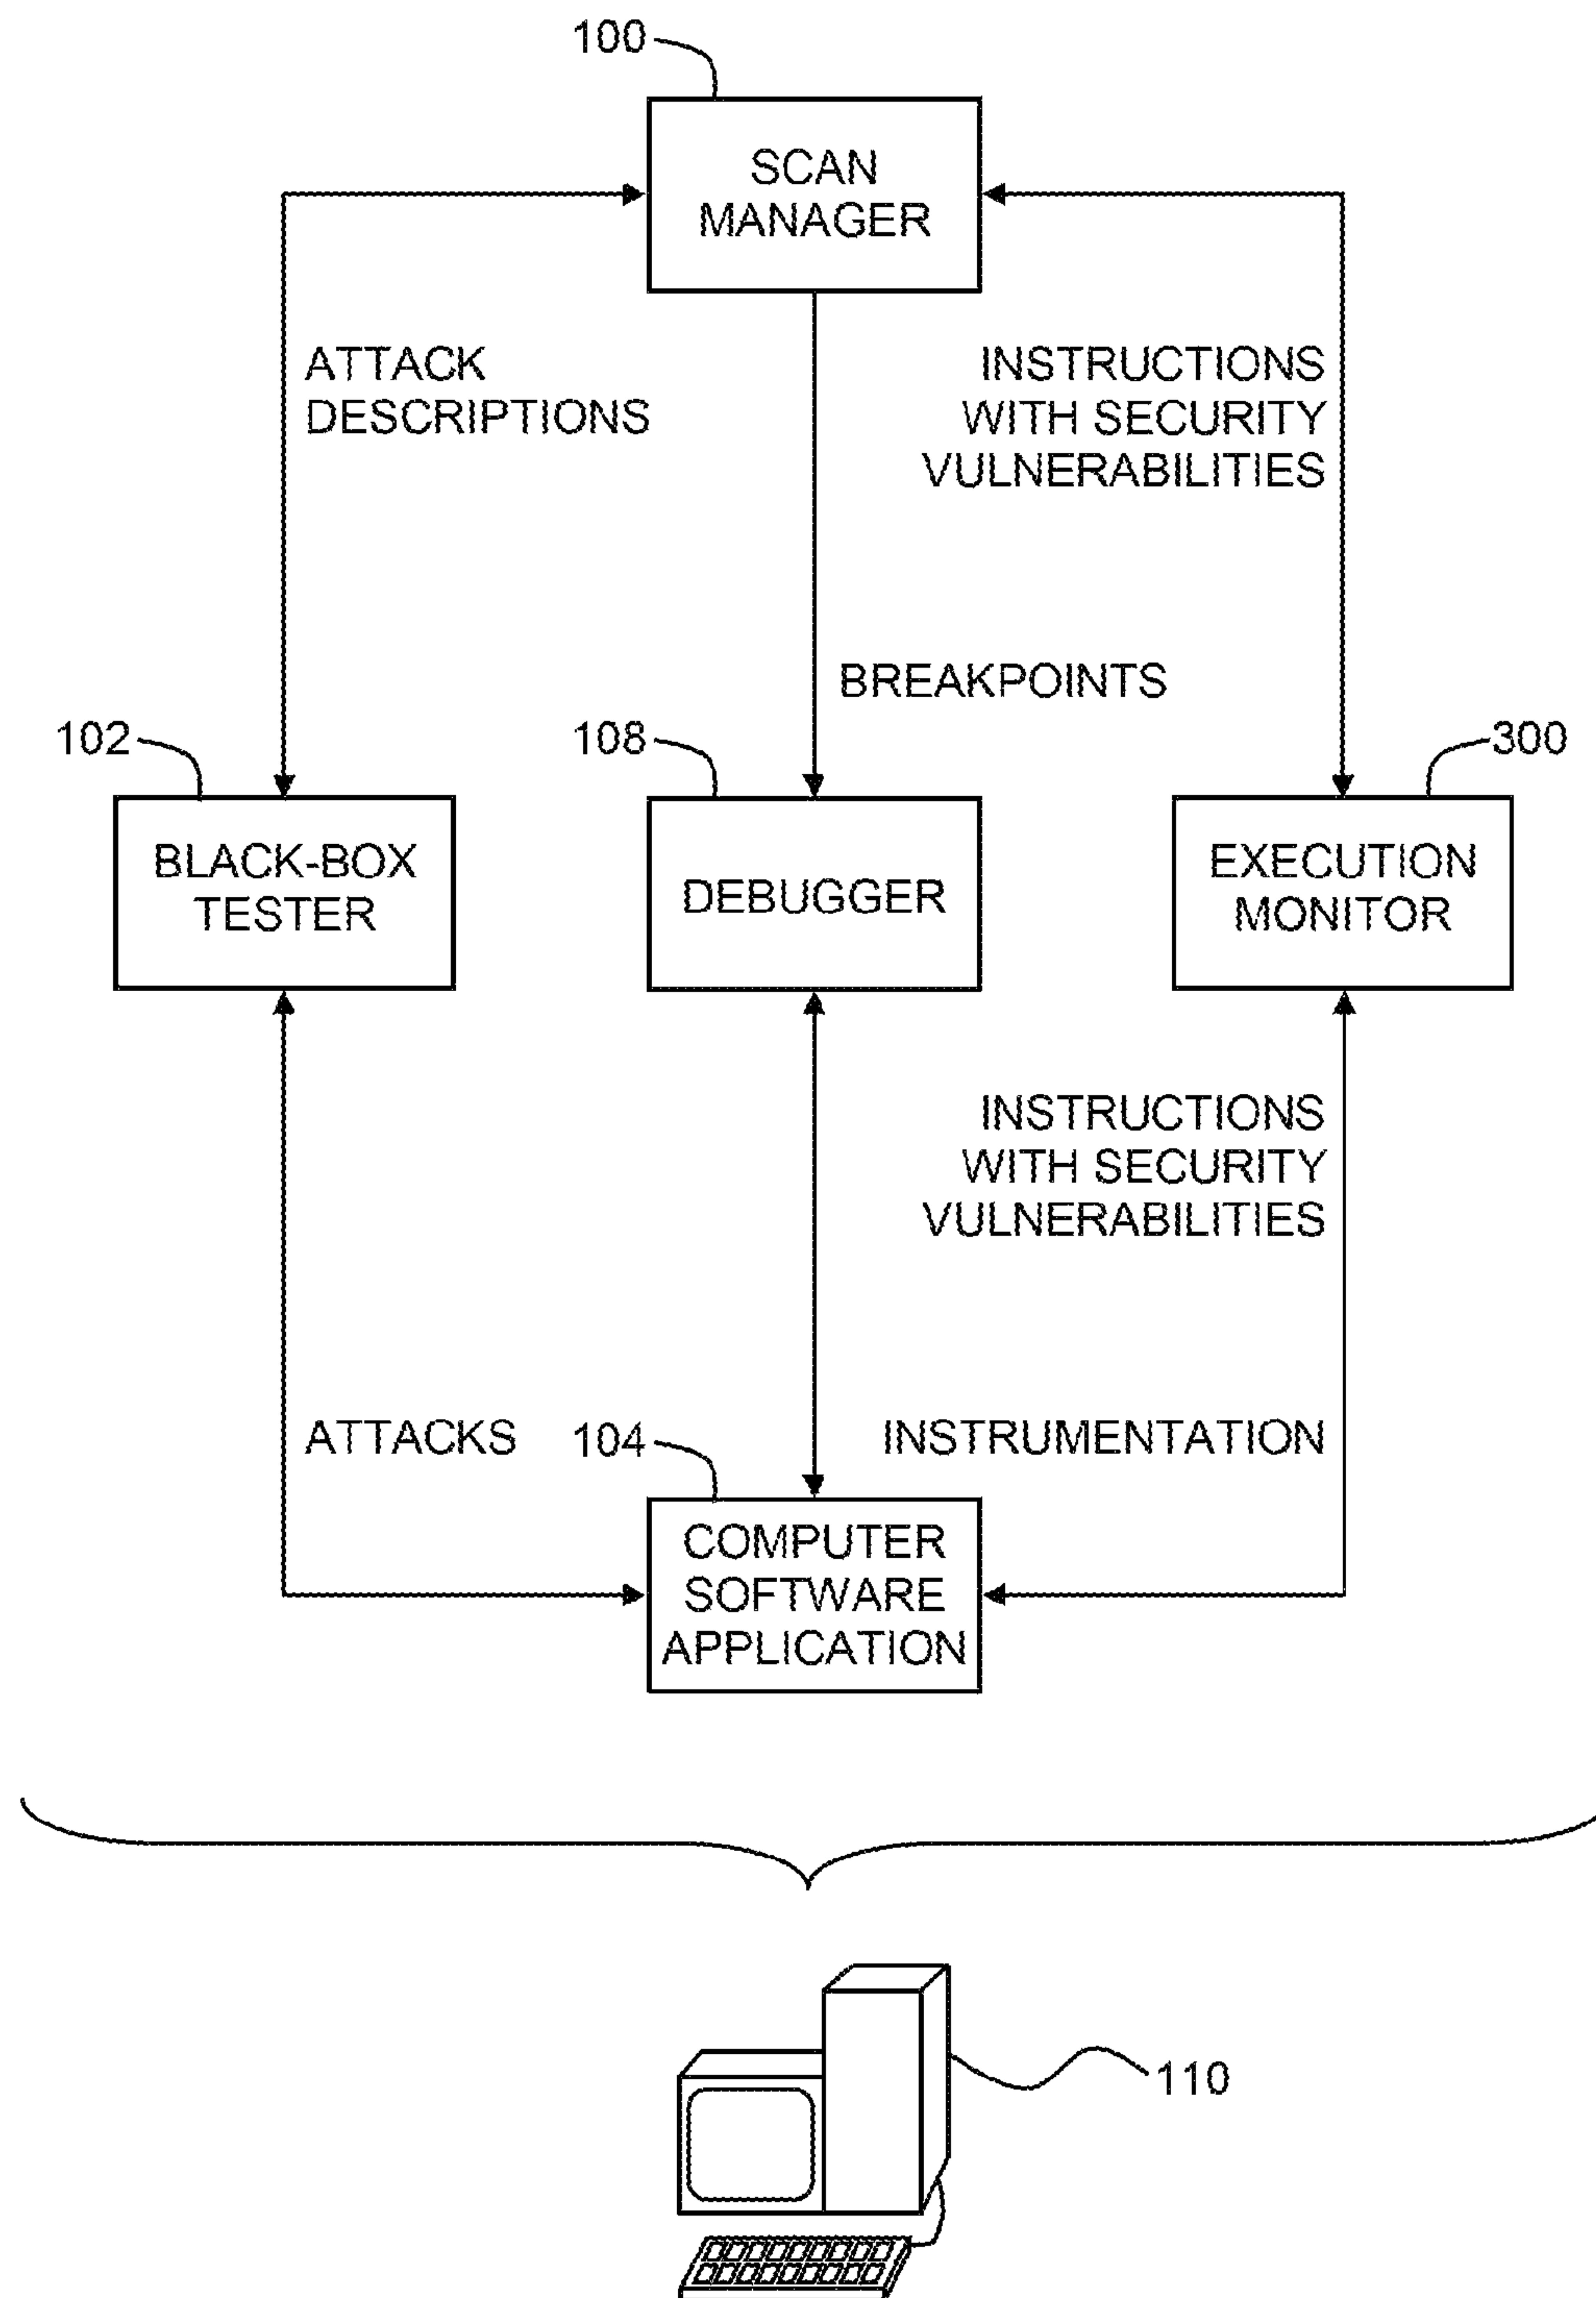 100
SCAN
MANAGER
ATTACK
DESCRIPTIONS
INSTRUCTIONS
WITH SECURITY
VULNERABILITIES
BREAKPOINTS
102
108
300
BLACK-BOX
TESTER
DEBUGGER
EXECUTION
MONITOR
INSTRUCTIONS
WITH SECURITY
VULNERABILITIES
ATTACKS
104
INSTRUMENTATION
COMPUTER
SOFTWARE
APPLICATION
110